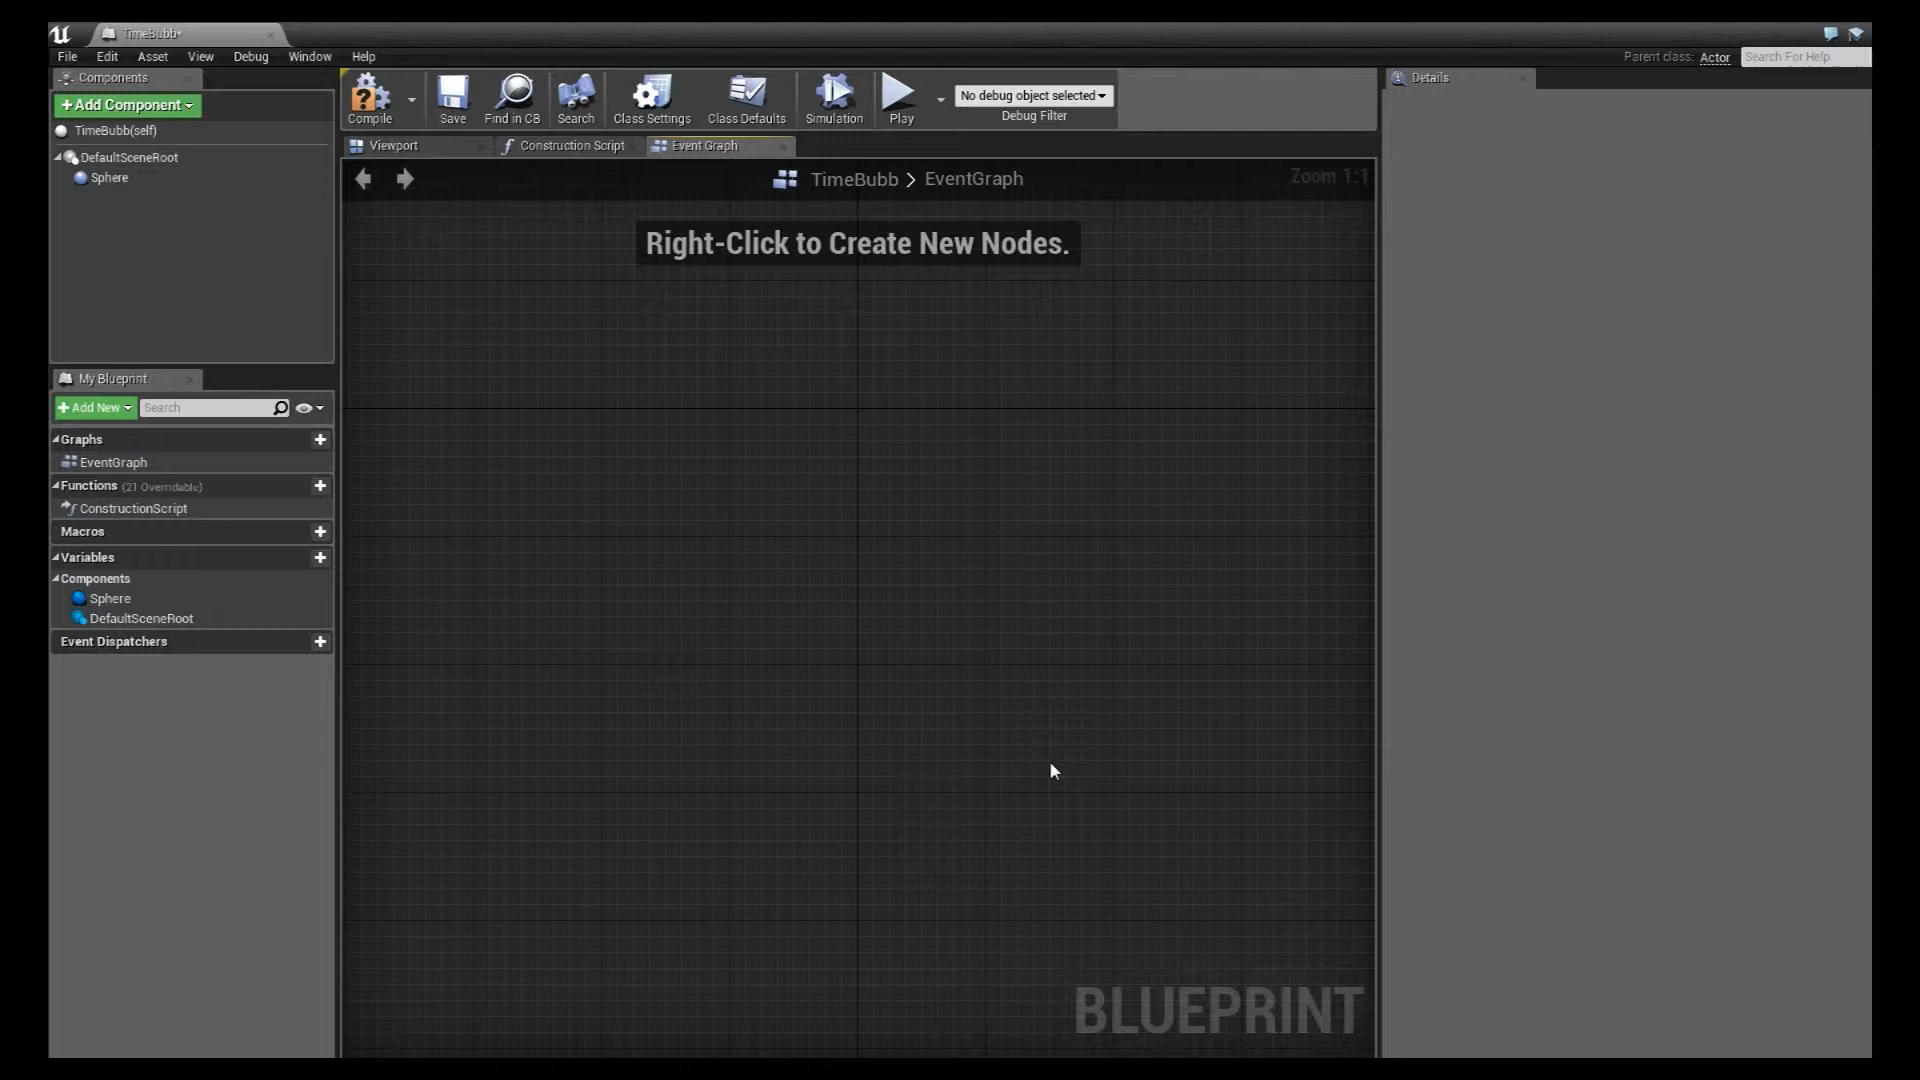 TimeBubb*
File Edit Asset View Debug Window Help
Parent class: Actor Search For Help
Components
+Add Component
TimeBubb(self)
DefaultSceneRoot
Sphere
Compile Save Find in CB Search Class Settings Class Defaults Simulation Play
No debug object selected
Debug Filter
Details
Viewport Construction Script Event Graph
TimeBubb > EventGraph
Zoom 1:1
Right-Click to Create New Nodes.
My Blueprint
+Add New Search
Graphs
EventGraph
Functions (21 Overridable)
ConstructionScript
Macros
Variables
Components
Sphere
DefaultSceneRoot
Event Dispatchers
BLUEPRINT